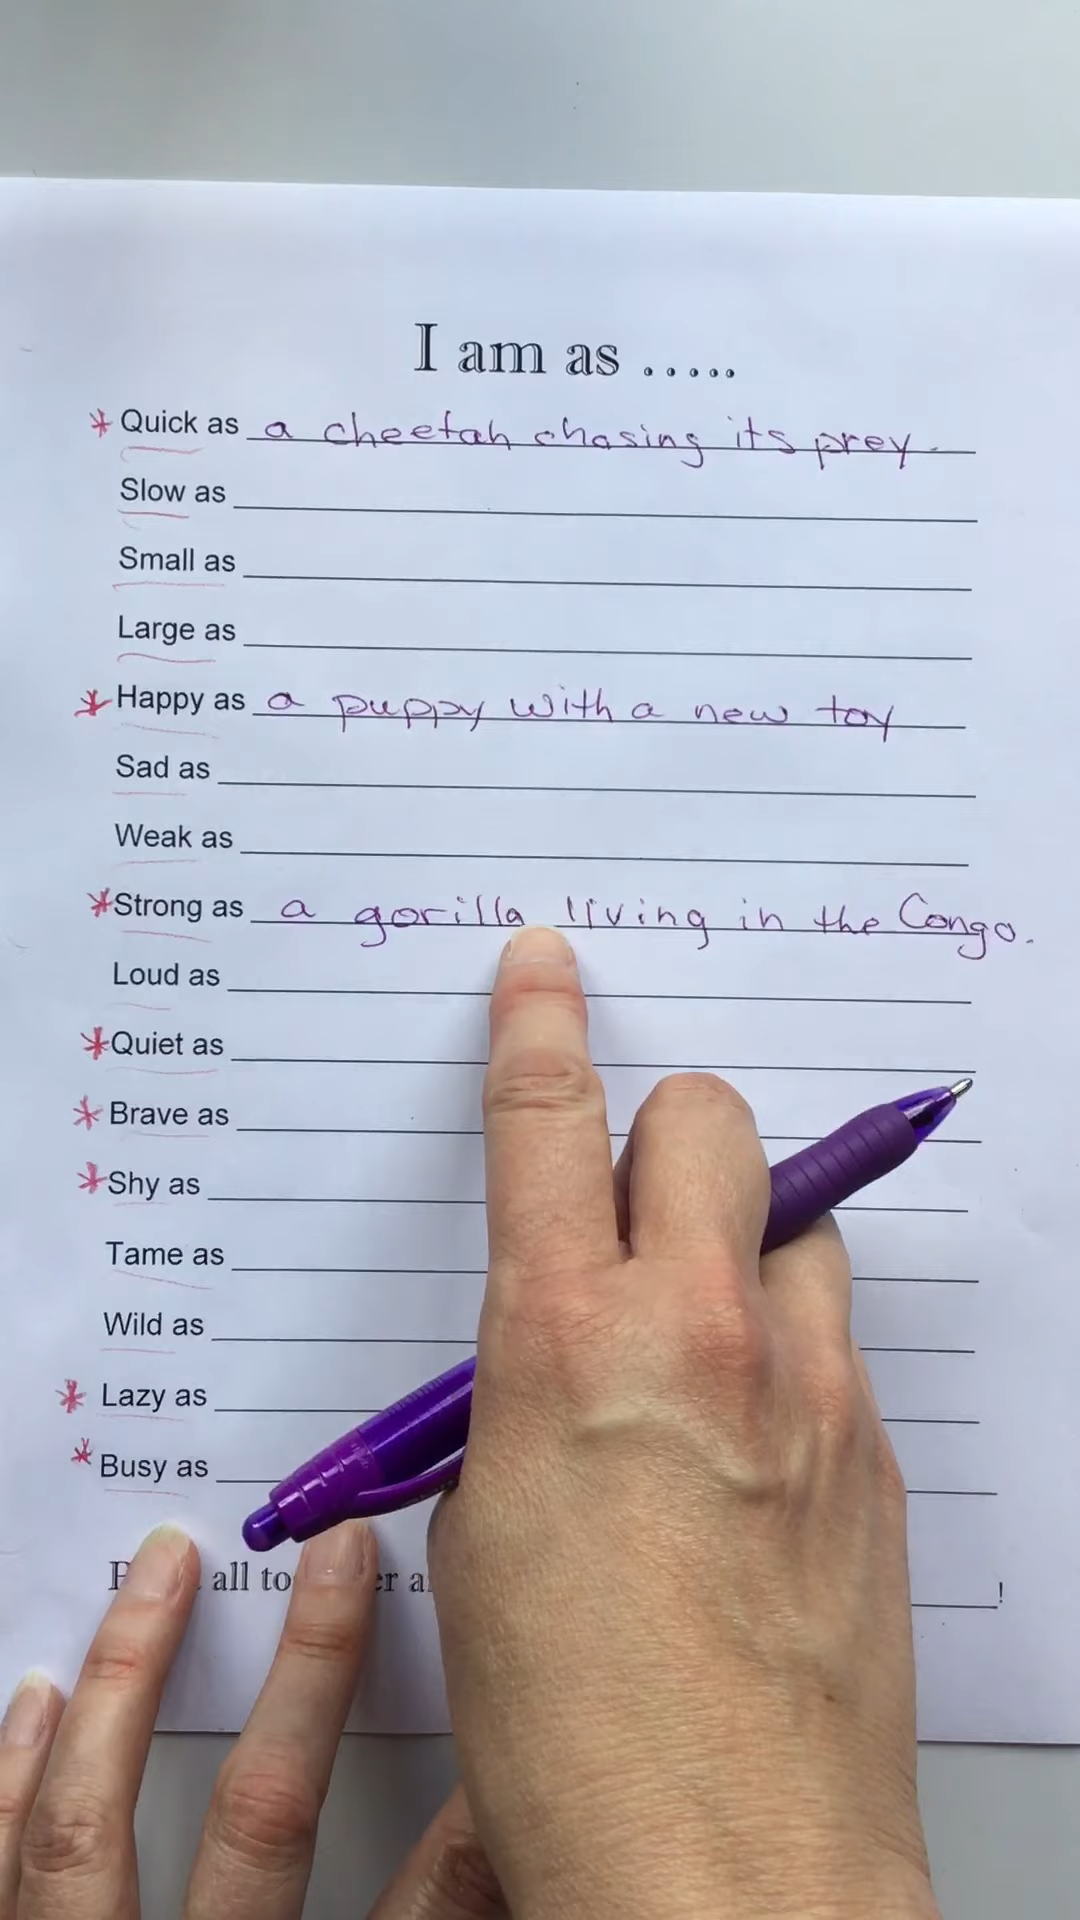 I am as .....
Quick as a cheetah chasing its prey.
Slow as
Small as
Large as
Happy as a puppy with a new toy
Sad as
Weak as
Strong as a gorilla living in the Congo.
Loud as
Quiet as
Brave as
Shy as
Tame as
Wild as
Lazy as
Busy as
all !